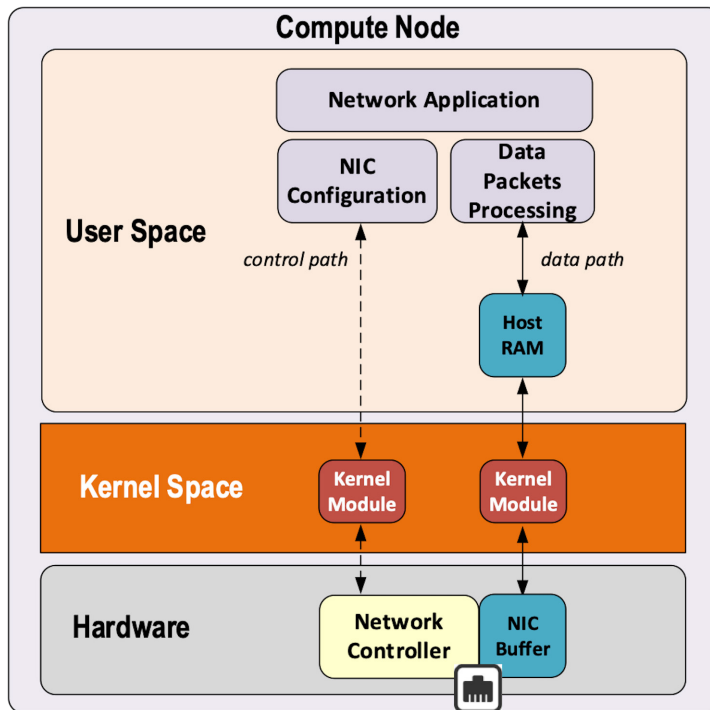 Compute Node
Network Application
NIC
Configuration
Data
Packets
Processing
User Space
control path
data path
Host
RAM
Kernel Space
Kernel
Module
Kernel
Module
Hardware
Network
Controller
NIC
Buffer